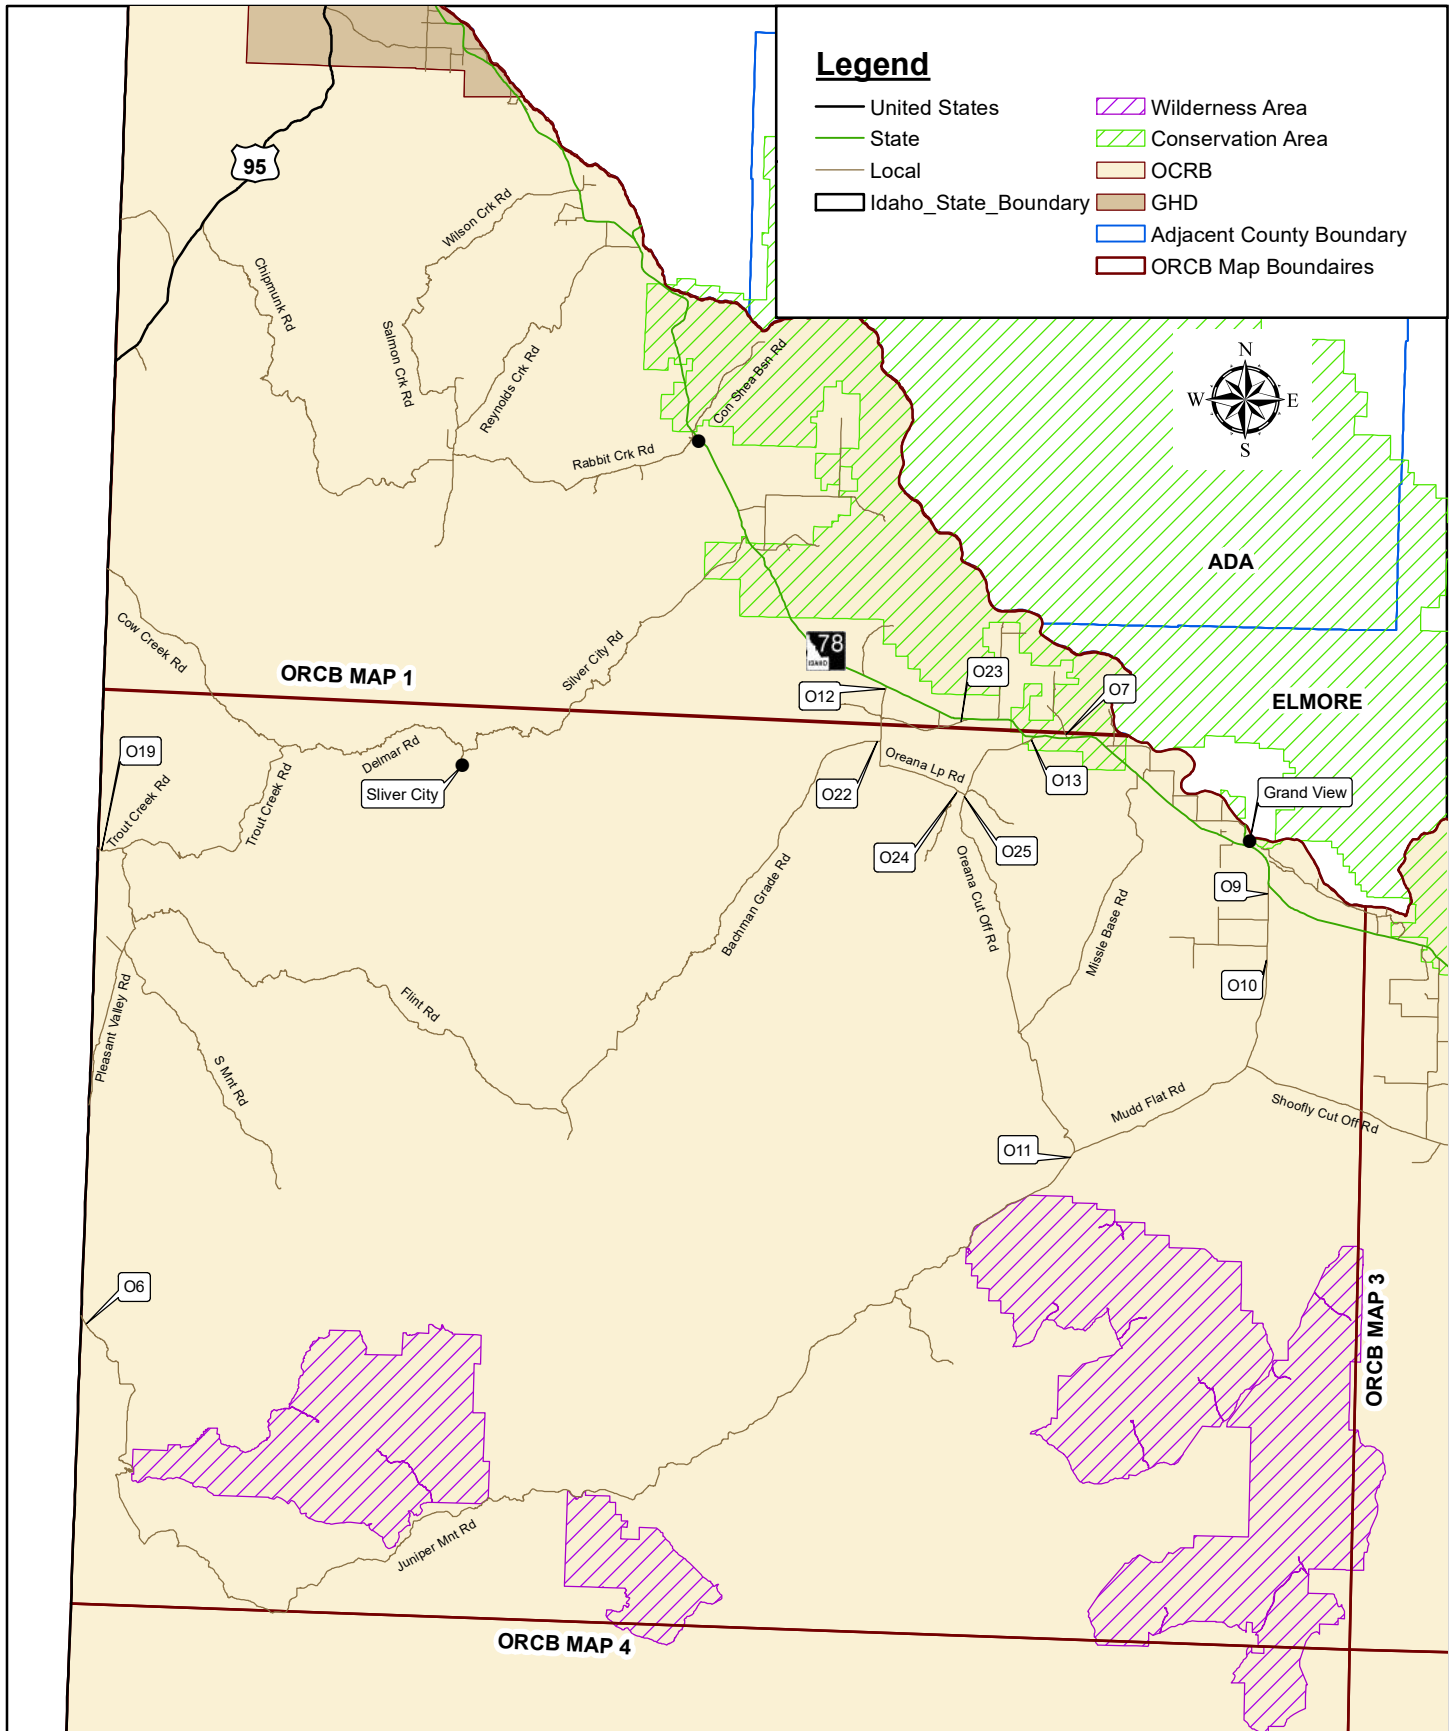 Legend
United States
State
Local
Idaho_State_Boundary
Wilderness Area
Conservation Area
OCRB
GHD
Adjacent County Boundary
ORCB Map Boundaires
95
Wilson Crk Rd
Chipmunk Rd
Salmon Crk Rd
Reynolds Crk Rd
Con Shea Bsn Rd
Rabbit Crk Rd
N
W
E
S
ADA
Cow Creek Rd
Silver City Rd
78
IDAHO
ORCB MAP 1
O23
O12
O7
ELMORE
O19
Delmar Rd
Trout Creek Rd
Trout Creek Rd
Sliver City
Oreana Lp Rd
O22
O13
Grand View
O24
O25
O9
Bachman Grade Rd
Oreana Cut Off Rd
Missle Base Rd
O10
Pleasant Valley Rd
Flint Rd
S Mnt Rd
Mudd Flat Rd
Shoofly Cut Off Rd
O11
O6
ORCB MAP 3
Juniper Mnt Rd
ORCB MAP 4